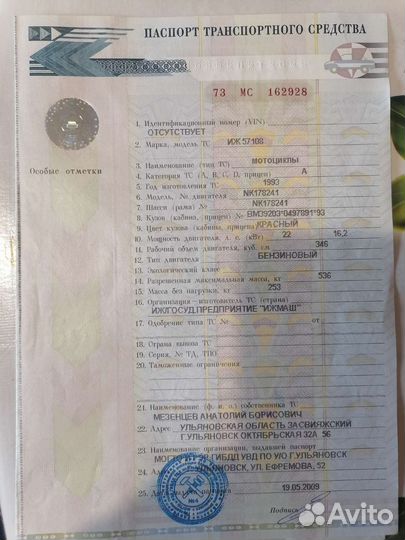 ПАСПОРТ ТРАНСПОРТНОГО СРЕДСТВА
73 МС 162928
Особые отметки
1. Идентификационный номер (VIN)
ОТСУТСТВУЕТ
2. Марка, модель ТС ИЖ 57108
3. Наименование (тип ТС) МОТОЦИКЛЫ
4. Категория ТС (A, B, C, D, прицеп) A
5. Год изготовления ТС 1993
6. Модель, № двигателя NK178241
7. Шасси (рама) № NK178241
8. Кузов (кабина, прицеп) № ВМ39203*0497891*93
9. Цвет кузова (кабины, прицепа) КРАСНЫЙ
10. Мощность двигателя, л. с. (кВт) 22 16,2
11. Рабочий объем двигателя, куб. см 346
12. Тип двигателя БЕНЗИНОВЫЙ
13. Экологический класс
14. Разрешенная максимальная масса, кг 536
15. Масса без нагрузки, кг 253
16. Организация - изготовитель ТС (страна)
ИЖГОСУД.ПРЕДПРИЯТИЕ "ИЖМАШ"
17. Одобрение типа ТС № от
18. Страна вывоза ТС
19. Серия, № ТД, ТПО
20. Таможенные ограничения
21. Наименование (ф. и. о.) собственника ТС
МЕЗЕНЦЕВ АНАТОЛИЙ БОРИСОВИЧ
22. Адрес УЛЬЯНОВСКАЯ ОБЛАСТЬ ЗАСВИЯЖСКИЙ
Г.УЛЬЯНОВСК ОКТЯБРЬСКАЯ 32А 56
23. Наименование организации, выдавшей паспорт
ГИБДД УВД ПО У/О Г.УЛЬЯНОВСК
24. Адрес УЛЬЯНОВСК, УЛ. ЕФРЕМОВА, 52
25. Дата выдачи паспорта 19.05.2009
Подпись
Avito